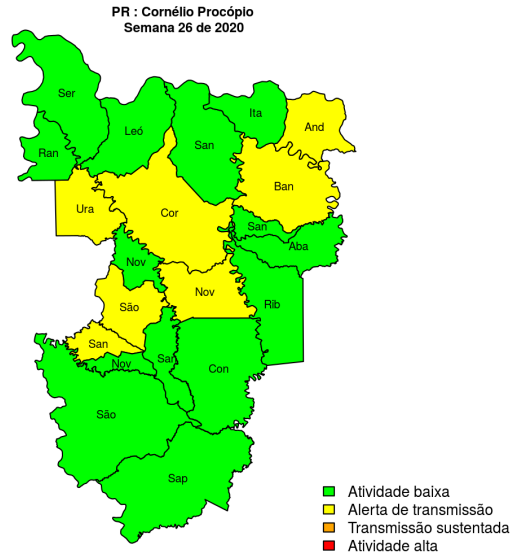 PR : Cornélio Procópio
Semana 26 de 2020
Ser
Leó
Ita
And
San
Ran
Ban
Ura
Cor
San
Aba
Nov
Nov
São
Rib
San
San
Nov
Con
São
Sap
Atividade baixa
Alerta de transmissão
Transmissão sustentada
Atividade alta